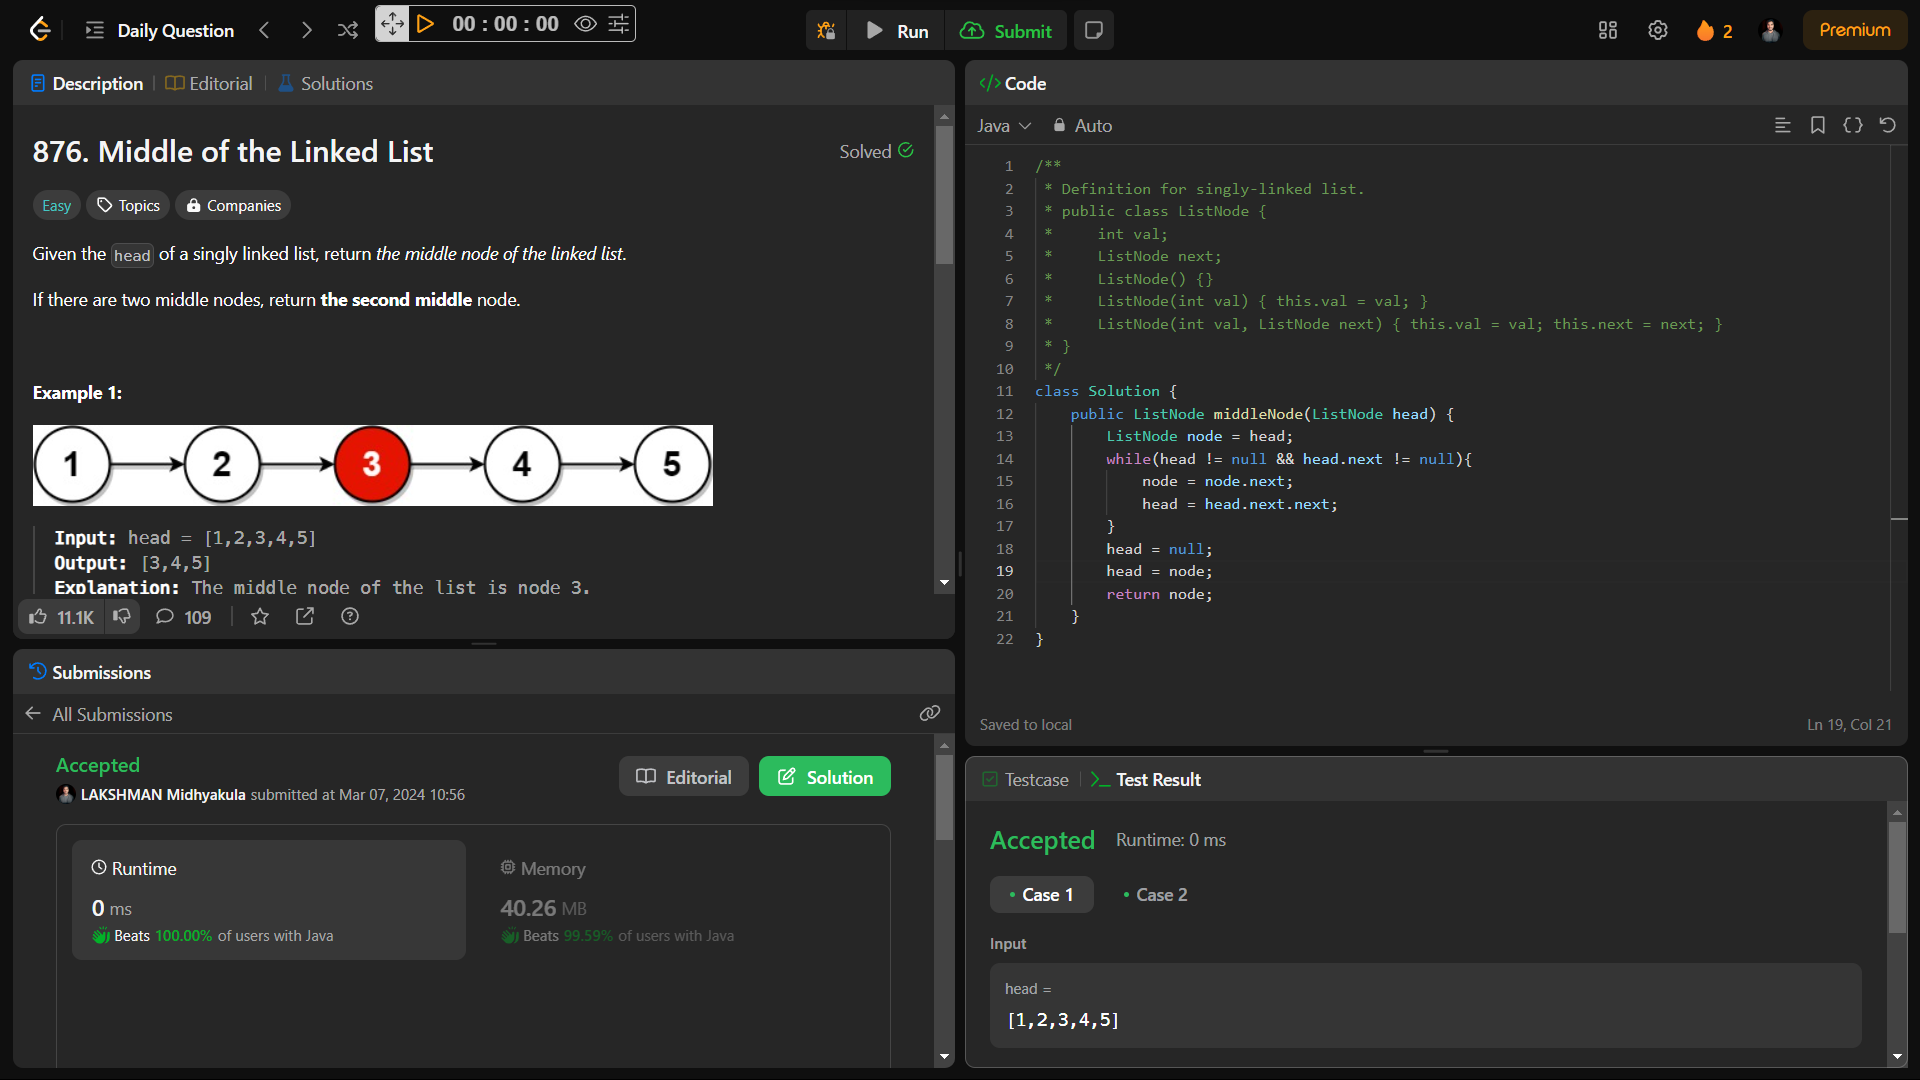 Daily Question
00 : 00 : 00
Run
Submit
2
Premium
Description
Editorial
Solutions
876. Middle of the Linked List
Solved
Easy
Topics
Companies
Given the head of a singly linked list, return the middle node of the linked list.
If there are two middle nodes, return the second middle node.
Example 1:
1 2 3 4 5
Input: head = [1,2,3,4,5]
Output: [3,4,5]
Explanation: The middle node of the list is node 3.
11.1K
109
Submissions
All Submissions
Accepted
LAKSHMAN Midhyakula submitted at Mar 07, 2024 10:56
Editorial
Solution
Runtime
0 ms
Beats 100.00% of users with Java
Memory
40.26 MB
Beats 99.59% of users with Java
</> Code
Java
Auto
1 /**
2 * Definition for singly-linked list.
3 * public class ListNode {
4 *     int val;
5 *     ListNode next;
6 *     ListNode() {}
7 *     ListNode(int val) { this.val = val; }
8 *     ListNode(int val, ListNode next) { this.val = val; this.next = next; }
9 * }
10 */
11 class Solution {
12     public ListNode middleNode(ListNode head) {
13         ListNode node = head;
14         while(head != null && head.next != null){
15             node = node.next;
16             head = head.next.next;
17         }
18         head = null;
19         head = node;
20         return node;
21     }
22 }
Saved to local
Ln 19, Col 21
Testcase
Test Result
Accepted
Runtime: 0 ms
Case 1
Case 2
Input
head =
[1,2,3,4,5]